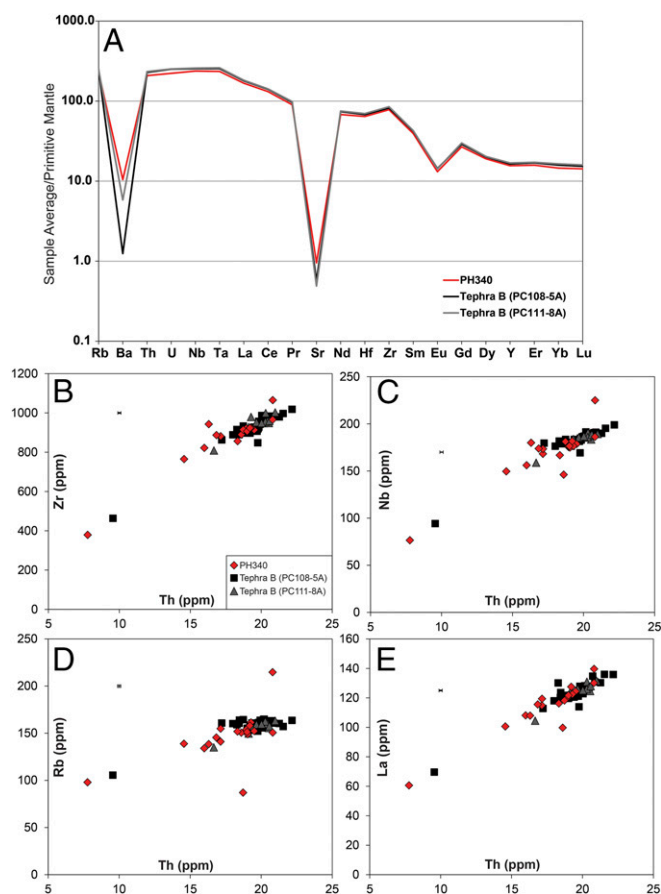 A
1000.0
100.0
10.0
1.0
0.1
Sample Average/Primitive Mantle
PH340
Tephra B (PC108-5A)
Tephra B (PC111-8A)
Rb Ba Th U Nb Ta La Ce Pr Sr Nd Hf Zr Sm Eu Gd Dy Y Er Yb Lu
B
1200
1000
800
600
400
200
0
Zr (ppm)
5 10 15 20 25
Th (ppm)
PH340
Tephra B (PC108-5A)
Tephra B (PC111-8A)
C
250
200
150
100
50
0
Nb (ppm)
5 10 15 20 25
Th (ppm)
D
250
200
150
100
50
0
Rb (ppm)
5 10 15 20 25
Th (ppm)
E
160
140
120
100
80
60
40
20
0
La (ppm)
5 10 15 20 25
Th (ppm)